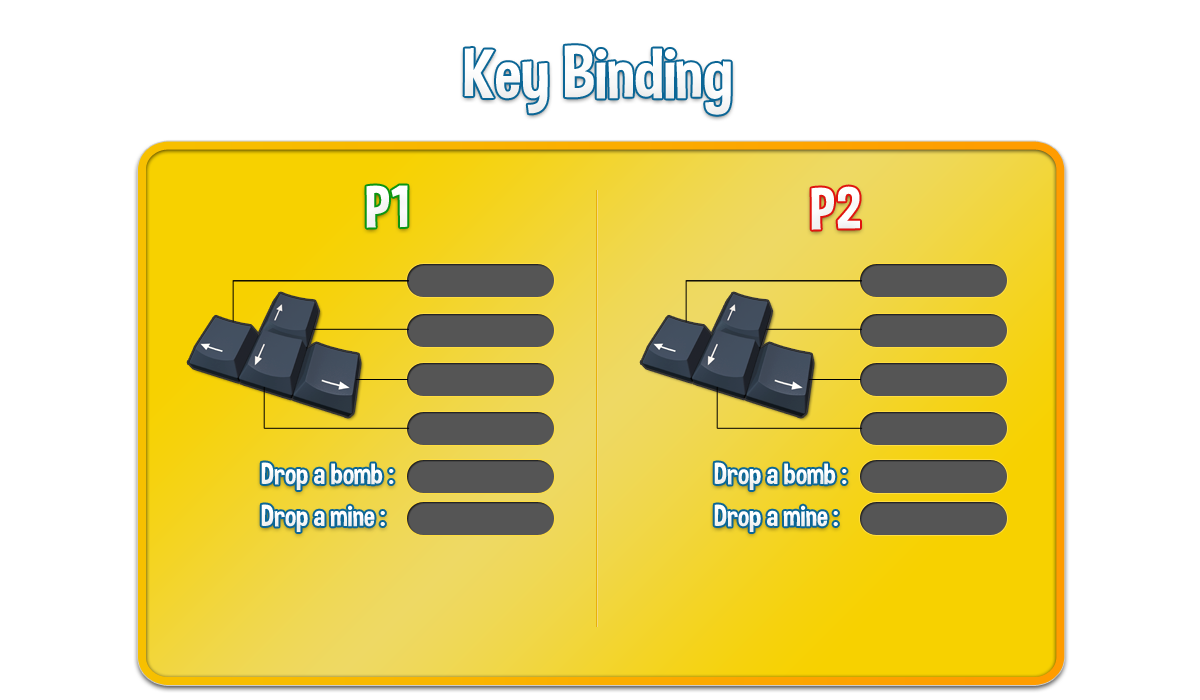 Key Binding
P1
Drop a bomb :
Drop a mine :
P2
Drop a bomb :
Drop a mine :